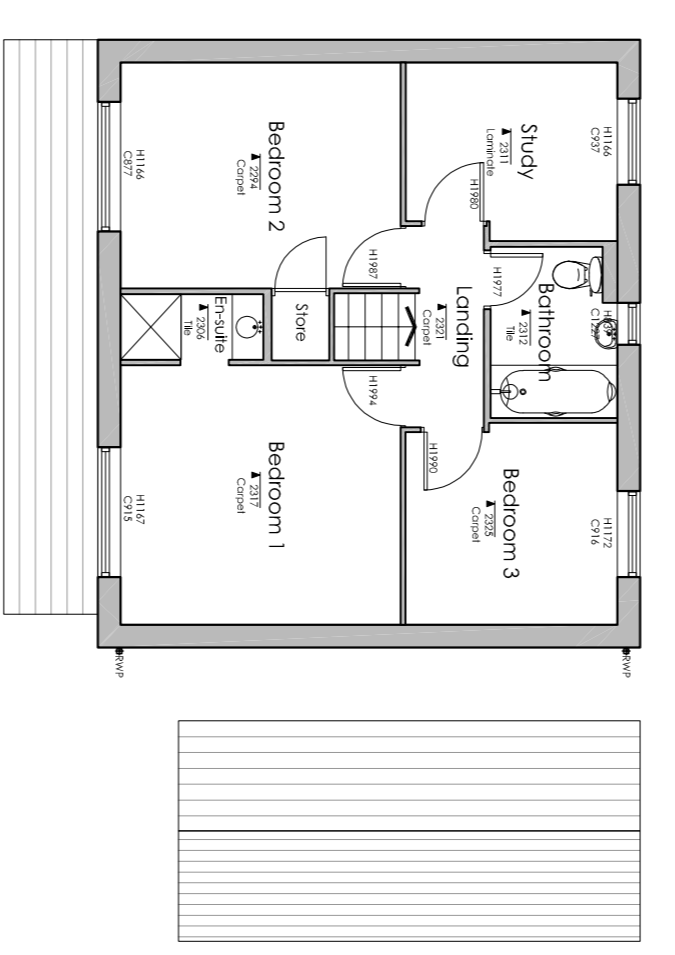 Study
2311
Laminate
H1166
C937
H1980
Bedroom 2
2294
Carpet
H1166
C877
H1987
H1977
Bathroom
2312
Tile
Landing
2321
Carpet
Store
En-suite
2306
Tile
H1994
H1990
Bedroom 1
2317
Carpet
H1167
C915
Bedroom 3
2325
Carpet
H1172
C916
RWP
RWP